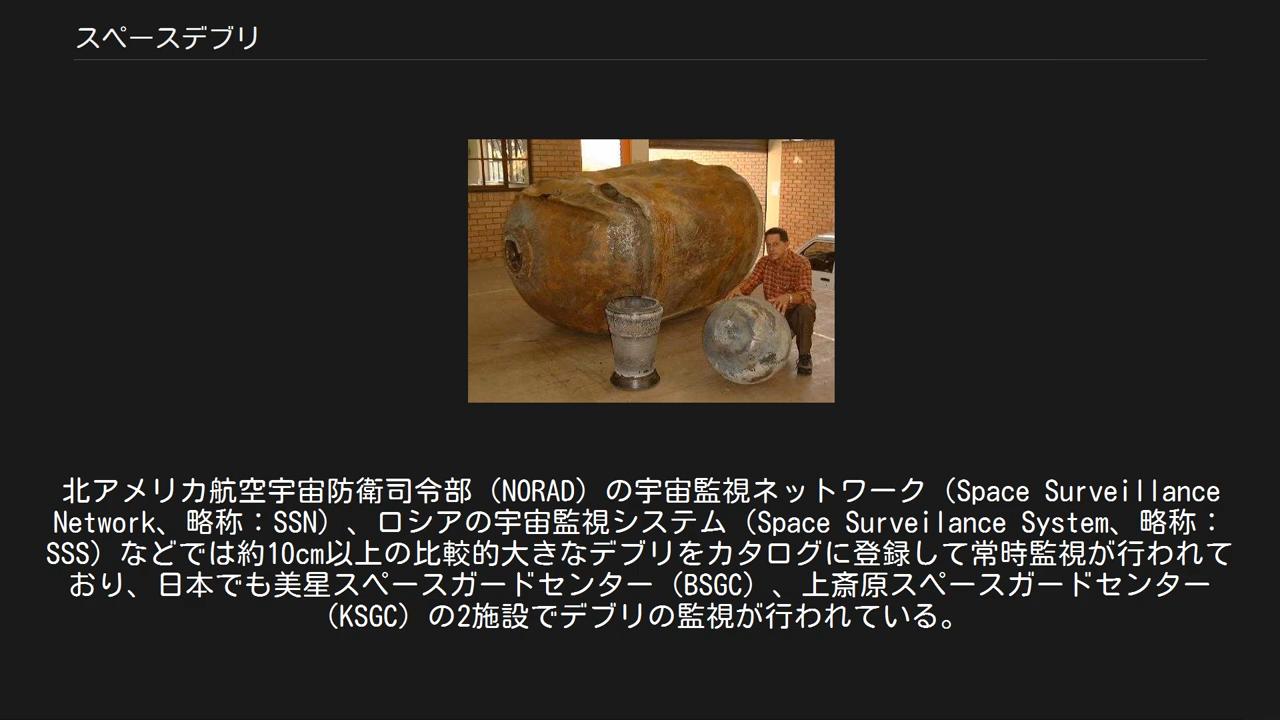 スペースデブリ
北アメリカ航空宇宙防衛司令部（NORAD）の宇宙監視ネットワーク（Space Surveillance
Network、略称：SSN）、ロシアの宇宙監視システム（Space Surveilance System、略称：
SSS）などでは約10cm以上の比較的大きなデブリをカタログに登録して常時監視が行われて
おり、日本でも美星スペースガードセンター（BSGC）、上斎原スペースガードセンター
（KSGC）の2施設でデブリの監視が行われている。